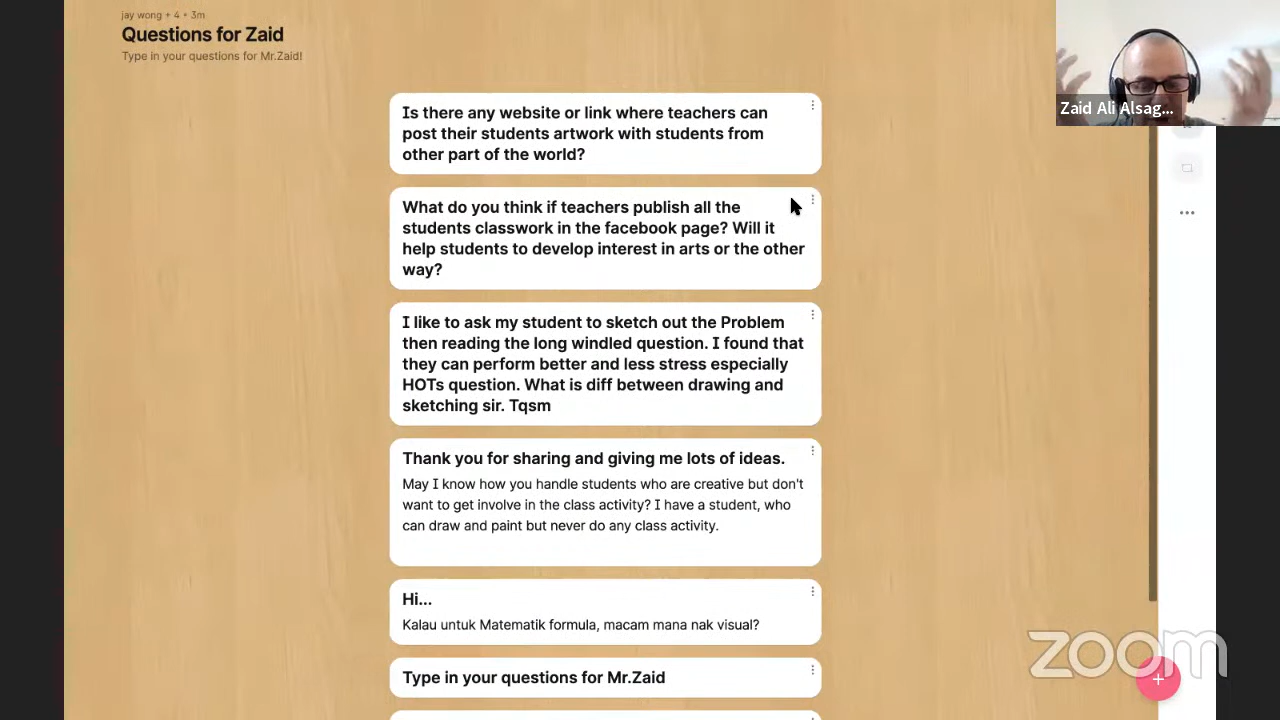 jay wong + 4 • 3m
Questions for Zaid
Type in your questions for Mr.Zaid!
Zaid Ali Alsag...
Is there any website or link where teachers can
post their students artwork with students from
other part of the world?
What do you think if teachers publish all the
students classwork in the facebook page? Will it
help students to develop interest in arts or the other
way?
I like to ask my student to sketch out the Problem
then reading the long windled question. I found that
they can perform better and less stress especially
HOTs question. What is diff between drawing and
sketching sir. Tqsm
Thank you for sharing and giving me lots of ideas.
May I know how you handle students who are creative but don't
want to get involve in the class activity? I have a student, who
can draw and paint but never do any class activity.
Hi...
Kalau untuk Matematik formula, macam mana nak visual?
Type in your questions for Mr.Zaid
zoom